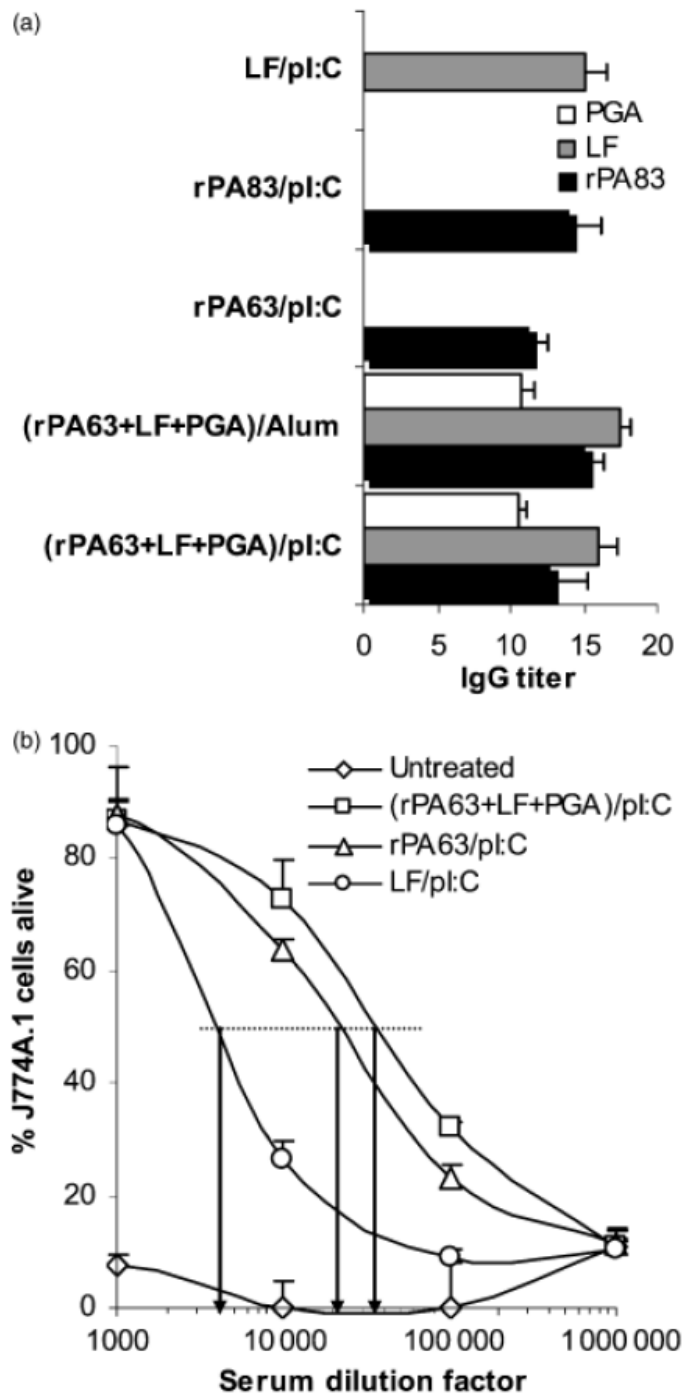 (a)
LF/pI:C
PGA
LF
rPA83
rPA83/pI:C
rPA63/pI:C
(rPA63+LF+PGA)/Alum
(rPA63+LF+PGA)/pI:C
0 5 10 15 20
IgG titer
(b)
100
80
60
40
20
0
% J774A.1 cells alive
Untreated
(rPA63+LF+PGA)/pI:C
rPA63/pI:C
LF/pI:C
1000 10 000 100 000 1 000 000
Serum dilution factor